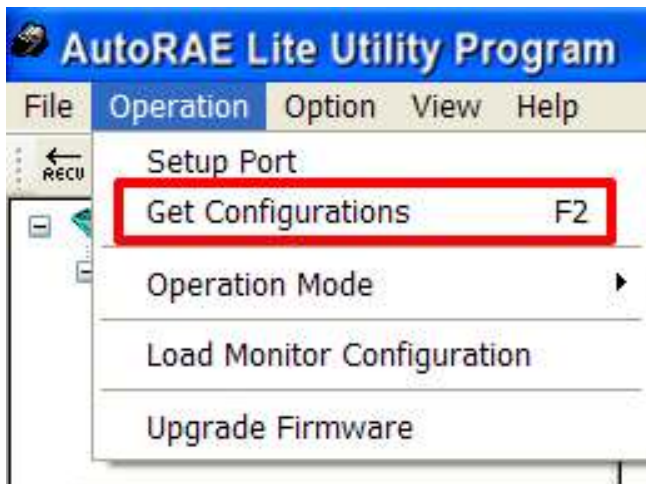 AutoRAE Lite Utility Program
File Operation Option View Help
RECV
Setup Port
Get Configurations F2
Operation Mode
Load Monitor Configuration
Upgrade Firmware